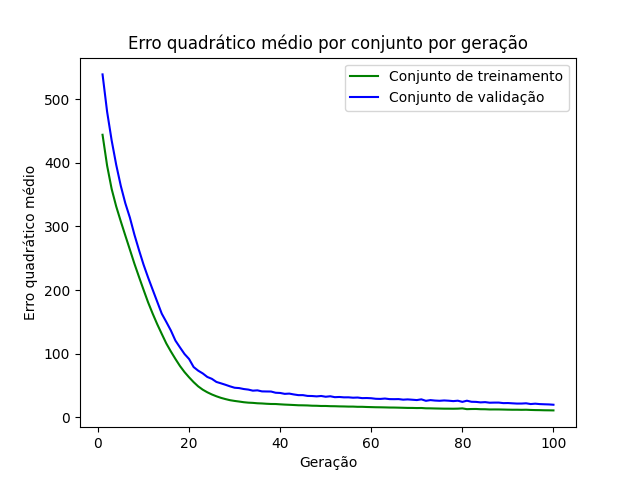 Erro quadrático médio por conjunto por geração
Conjunto de treinamento
Conjunto de validação
Erro quadrático médio
500
400
300
200
100
0
0 20 40 60 80 100
Geração